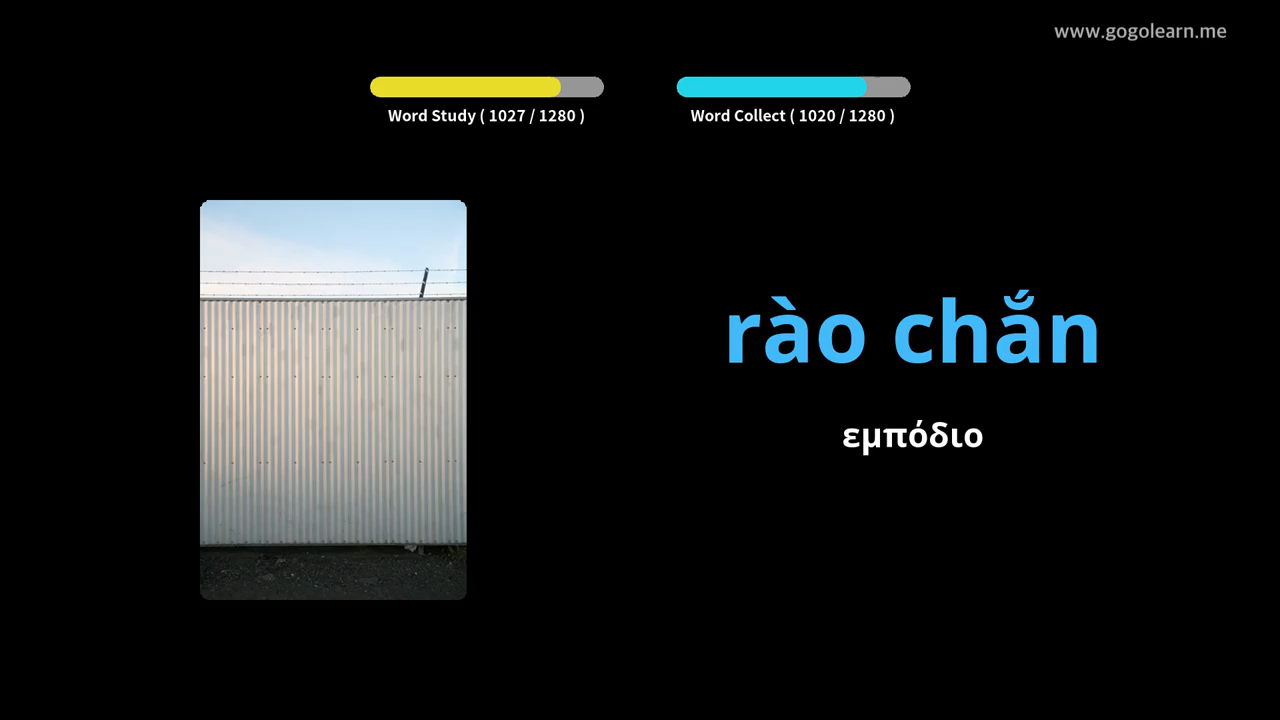 www.gogolearn.me
Word Study ( 1027 / 1280 )
Word Collect ( 1020 / 1280 )
rào chắn
εμπόδιο